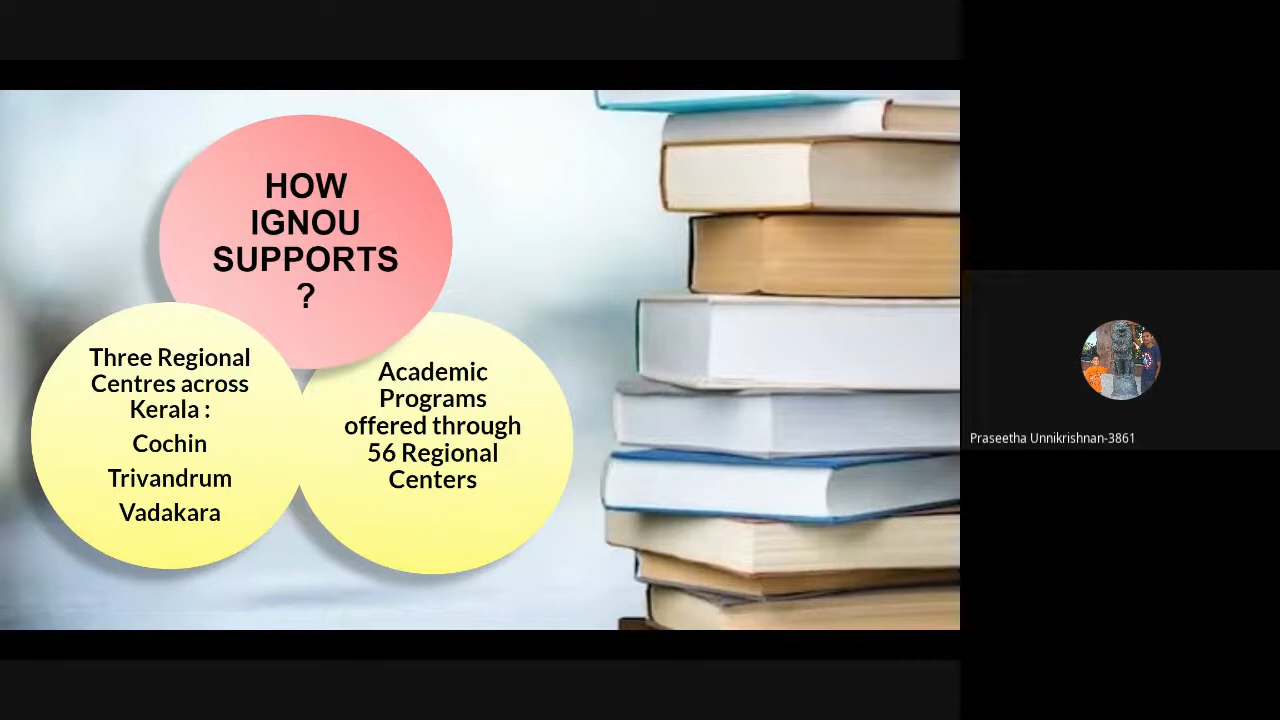 HOW
IGNOU
SUPPORTS
?
Three Regional
Centres across
Kerala :
Cochin
Trivandrum
Vadakara
Academic
Programs
offered through
56 Regional
Centers
Praseetha Unnikrishnan-3861